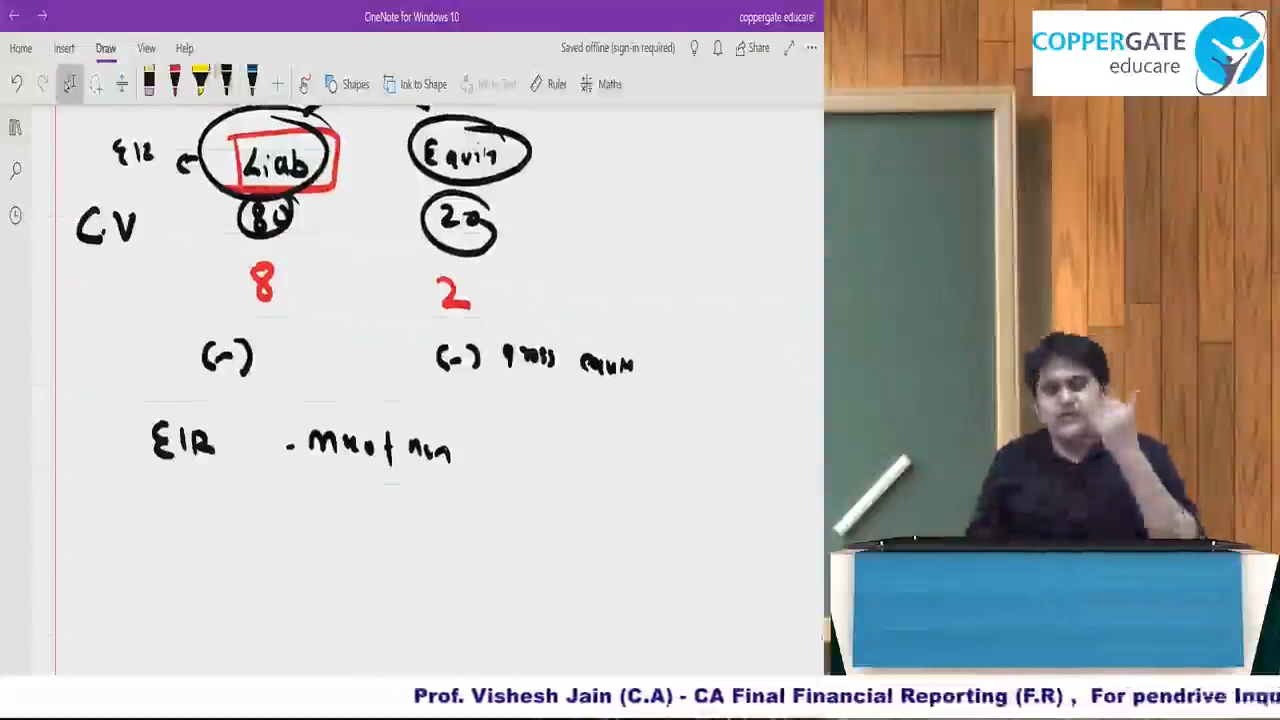 OneNote for Windows 10
coppergate educare
Home Insert Draw View Help
Saved offline (sign-in required)
Share
Shapes
Ink to Shape
Ink to Text
Ruler
Maths
COPPERGATE
educare
EIR
Liab
Equity
CV
80
20
8
2
(-)
(-) gross
EIR -
Prof. Vishesh Jain (C.A) - CA Final Financial Reporting (F.R) , For pendrive Inqu